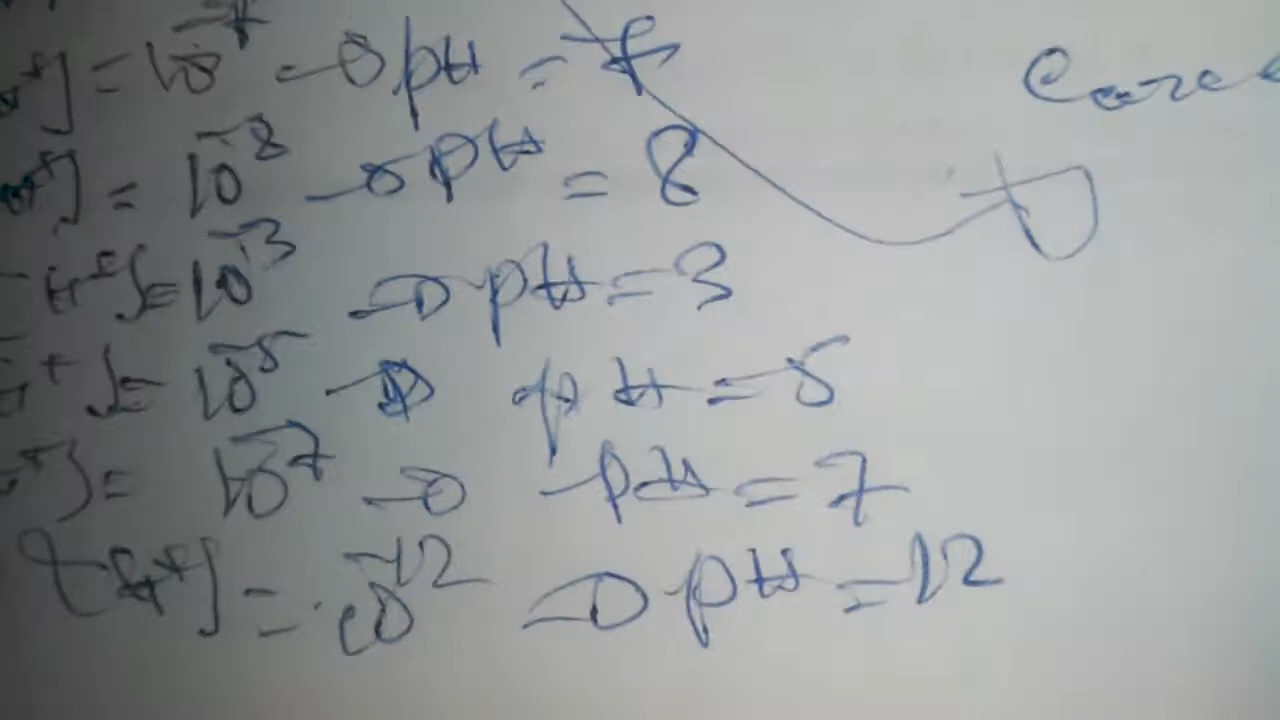 H+] = 10^-7 → pH = 7
H+] = 10^-8 → pH = 8
H+] = 10^-3 → pH = 3
H+] = 10^-5 → pH = 5
+] = 10^-7 → pH = 7
[H+] = 10^-12 → pH = 12